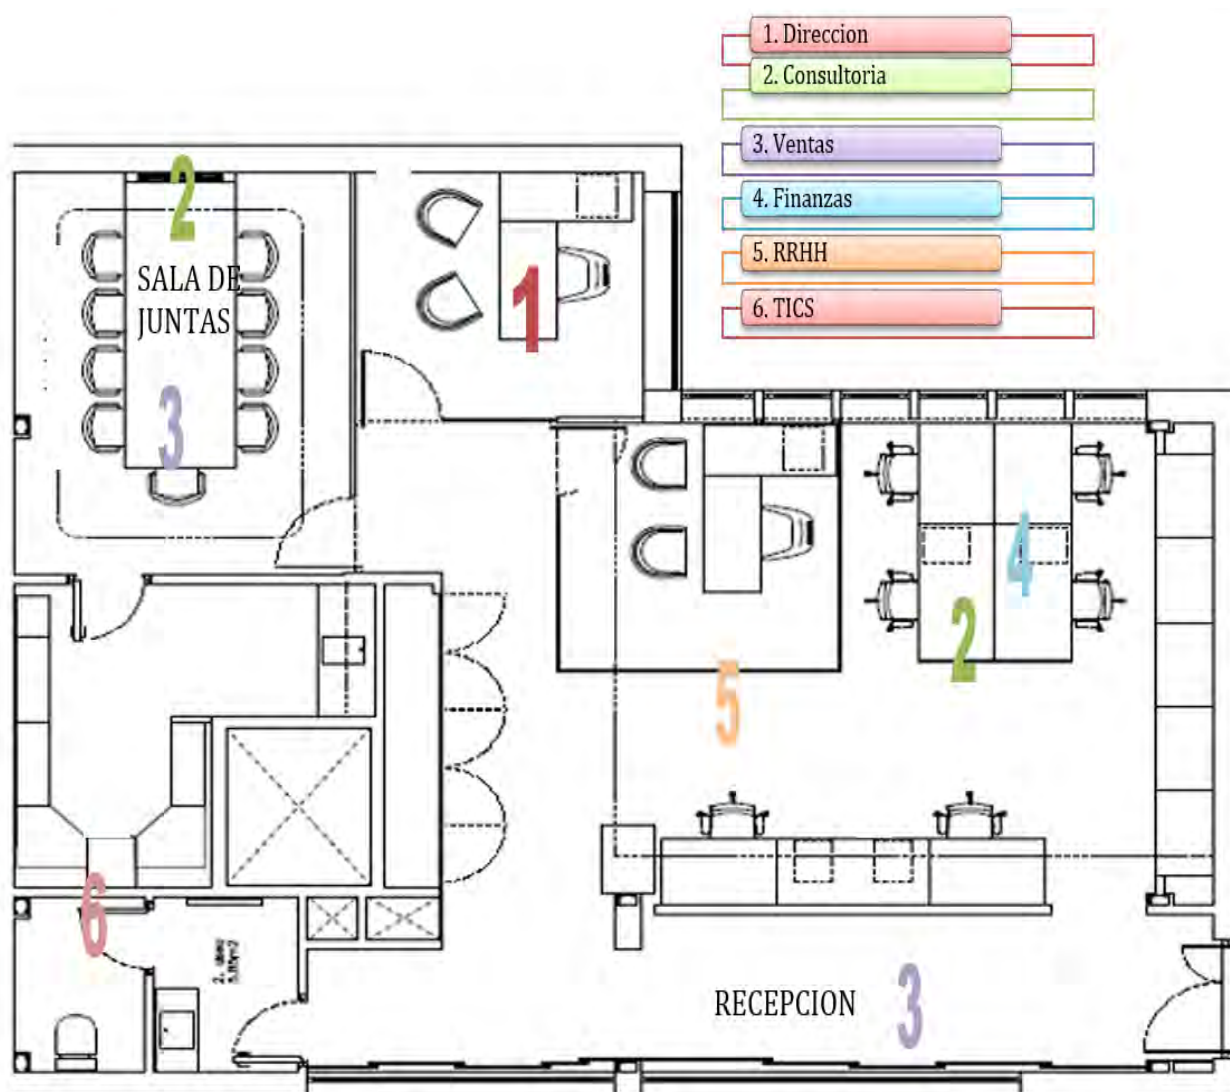 1. Direccion
2. Consultoria
3. Ventas
4. Finanzas
5. RRHH
6. TICS
2
SALA DE
JUNTAS
1
3
4
2
5
6
RECEPCION
3